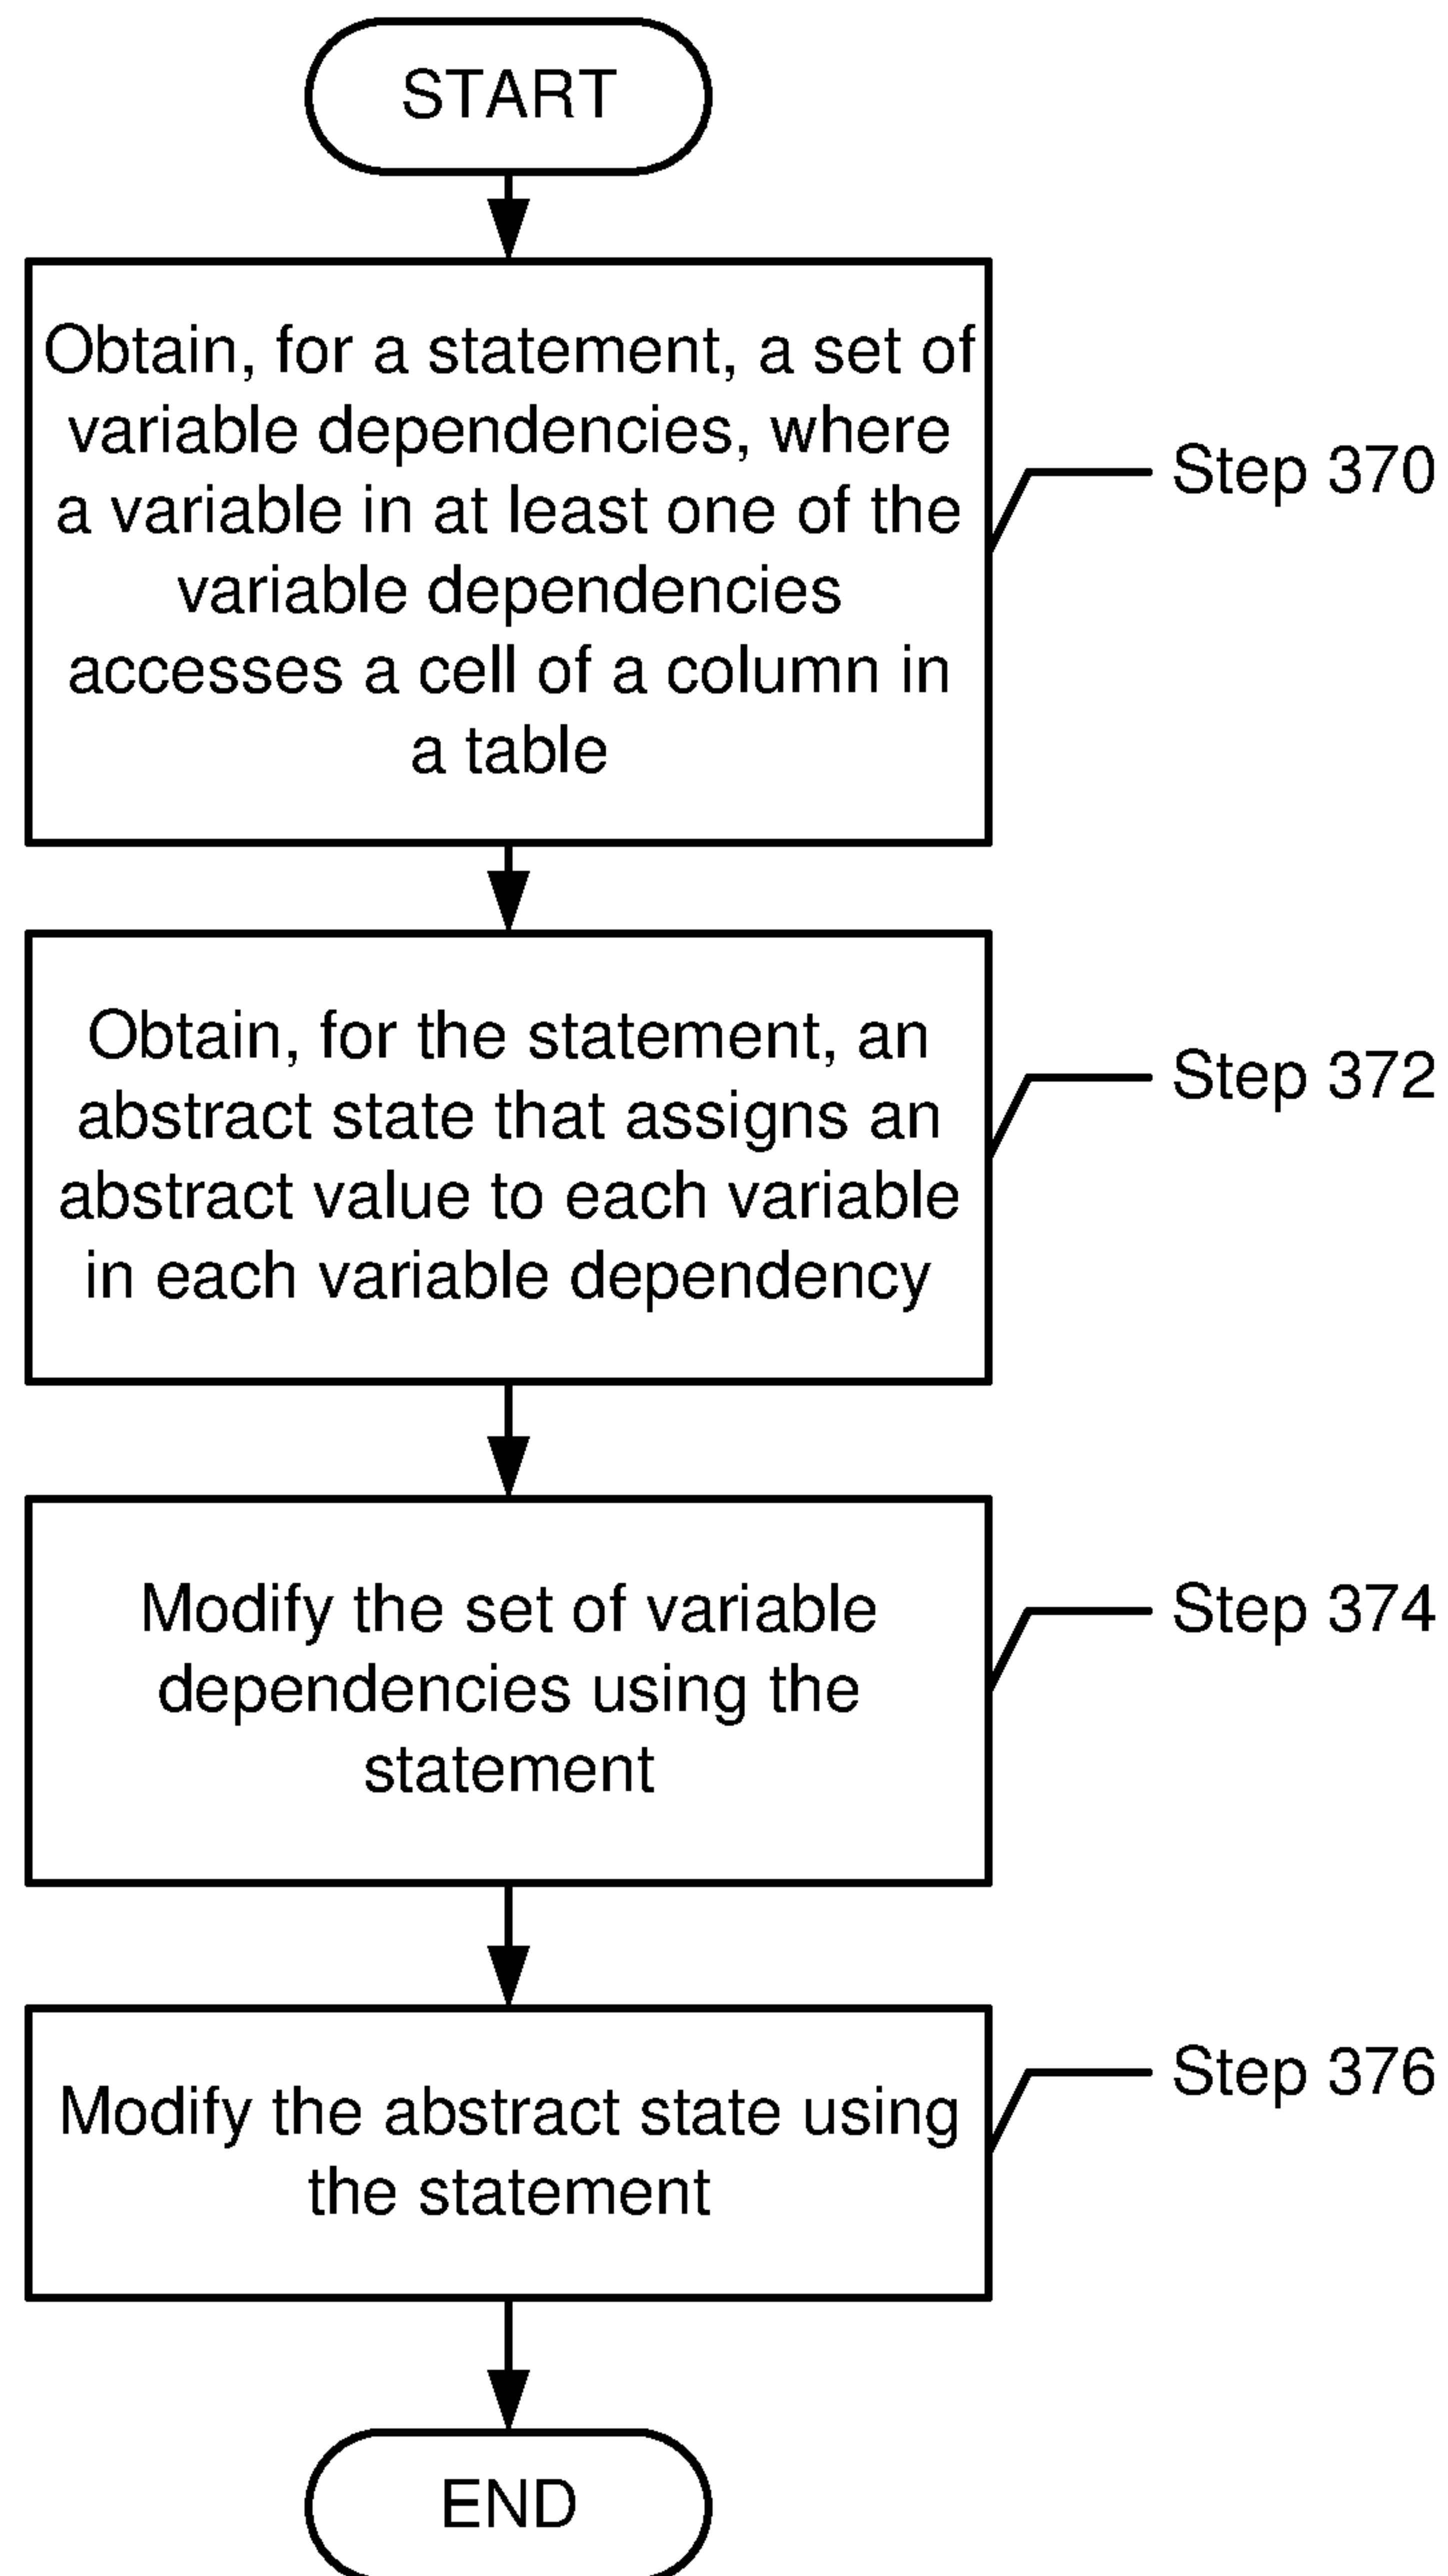 START
Obtain, for a statement, a set of
variable dependencies, where
a variable in at least one of the
variable dependencies
accesses a cell of a column in
a table
Step 370
Obtain, for the statement, an
abstract state that assigns an
abstract value to each variable
in each variable dependency
Step 372
Modify the set of variable
dependencies using the
statement
Step 374
Modify the abstract state using
the statement
Step 376
END